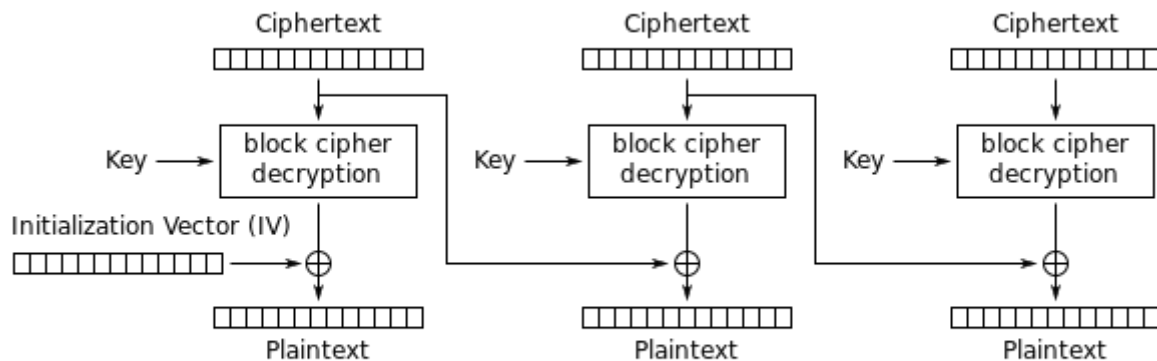 Ciphertext
Ciphertext
Ciphertext
Key
block cipher
decryption
Key
block cipher
decryption
Key
block cipher
decryption
Initialization Vector (IV)
Plaintext
Plaintext
Plaintext